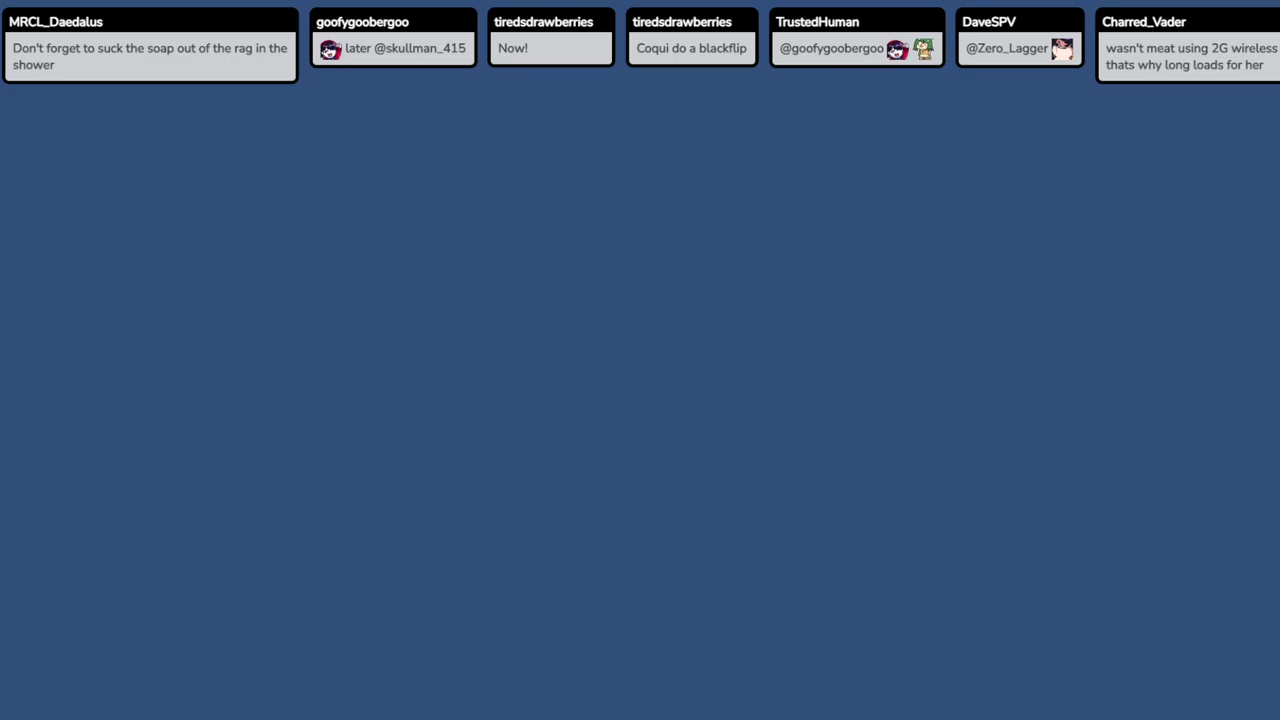 MRCL_Daedalus
Don't forget to suck the soap out of the rag in the
shower
goofygoobergoo
later @skullman_415
tiredsdrawberries
Now!
tiredsdrawberries
Coqui do a blackflip
TrustedHuman
@goofygoobergoo
DaveSPV
@Zero_Lagger
Charred_Vader
wasn't meat using 2G wireless
thats why long loads for her